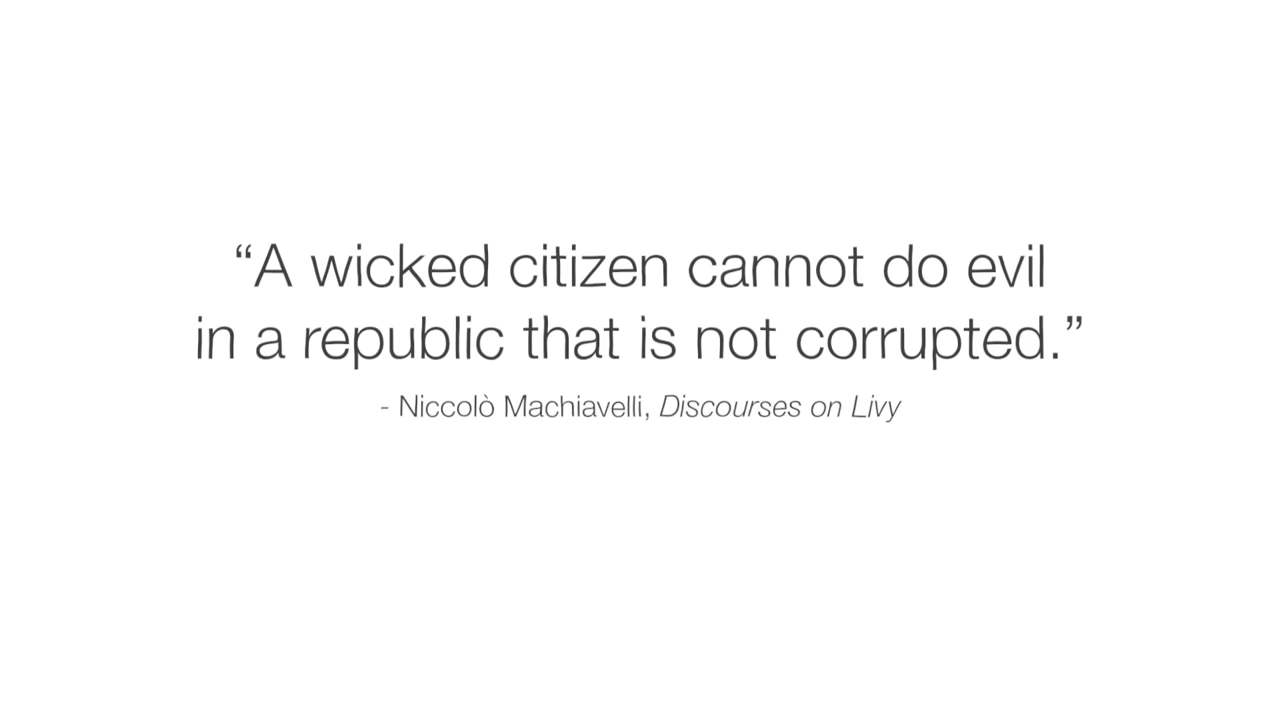 “A wicked citizen cannot do evil
in a republic that is not corrupted.”
- Niccolò Machiavelli, Discourses on Livy